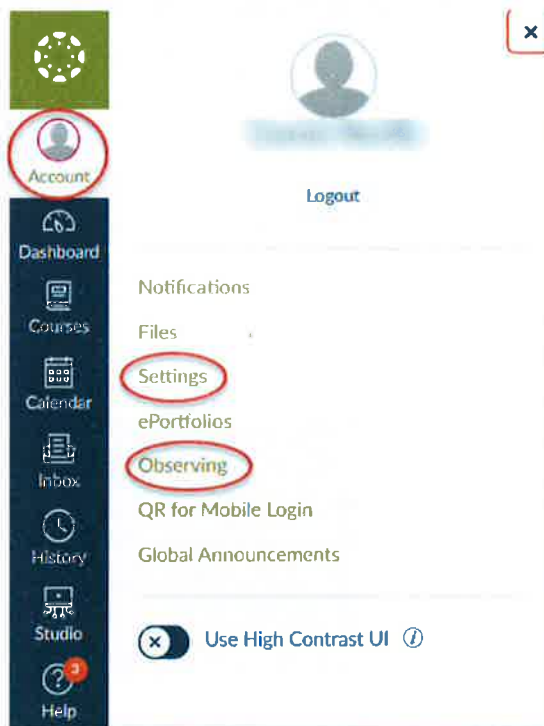 Account
Dashboard
Courses
Calendar
Inbox
History
Studio
3
Help
Logout
Notifications
Files
Settings
ePortfolios
Observing
QR for Mobile Login
Global Announcements
Use High Contrast UI